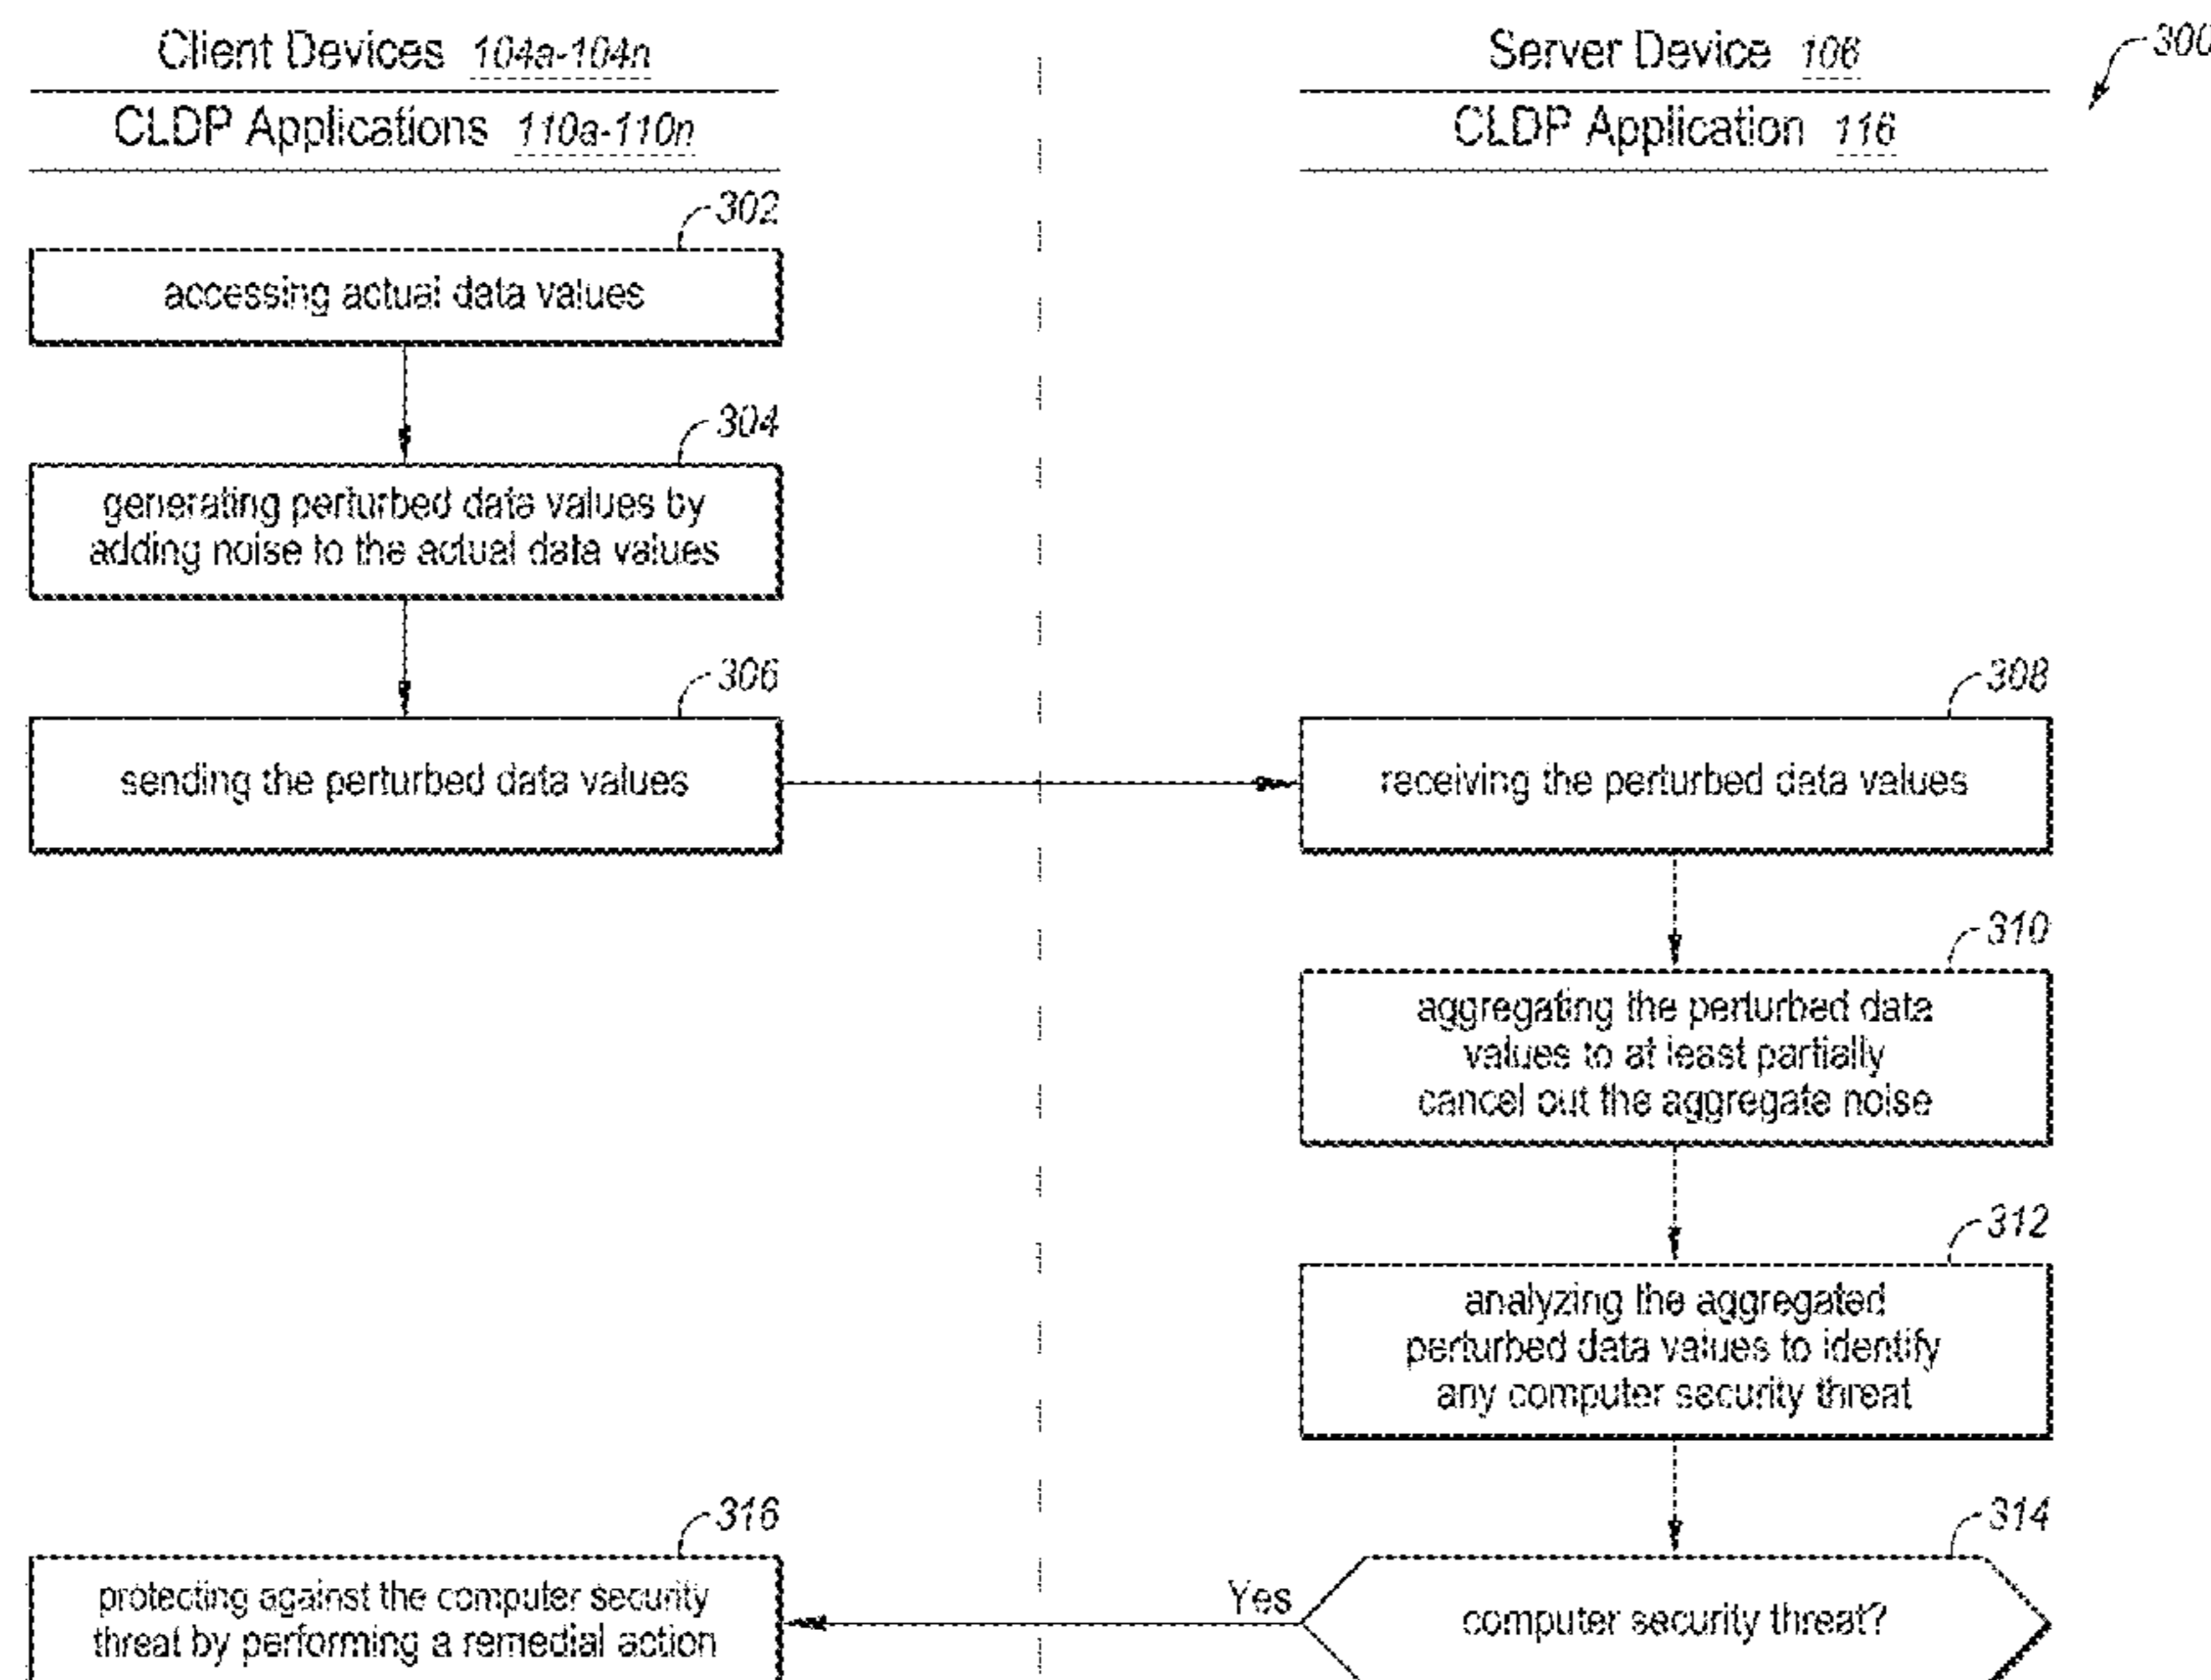 Client Devices 104a-104n
CLDP Applications 110a-110n
Server Device 106
CLDP Application 116
300
302
accessing actual data values
304
generating perturbed data values by
adding noise to the actual data values
306
sending the perturbed data values
308
receiving the perturbed data values
310
aggregating the perturbed data
values to at least partially
cancel out the aggregate noise
312
analyzing the aggregated
perturbed data values to identify
any computer security threat
314
computer security threat?
Yes
316
protecting against the computer security
threat by performing a remedial action